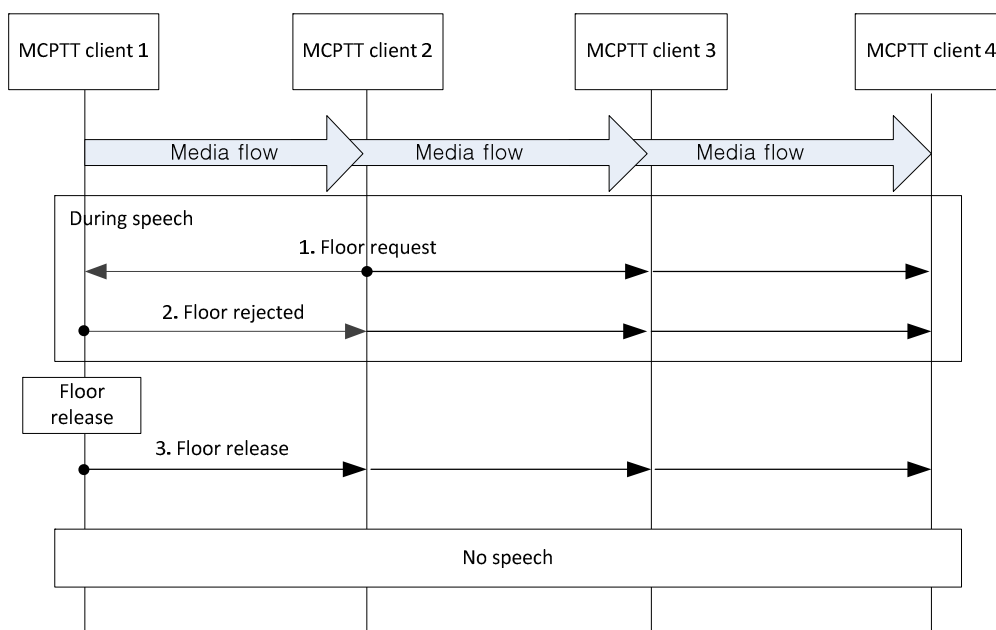 MCPTT client 1
MCPTT client 2
MCPTT client 3
MCPTT client 4
Media flow
Media flow
Media flow
During speech
1. Floor request
2. Floor rejected
Floor
release
3. Floor release
No speech